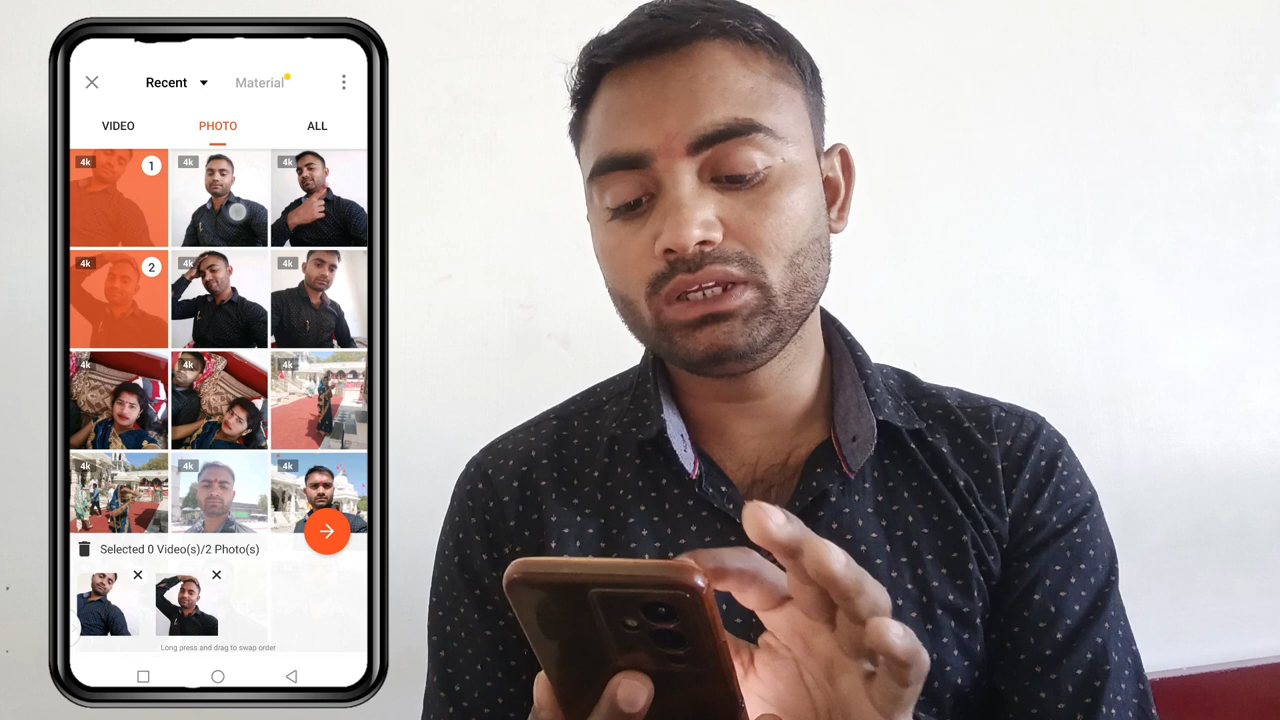 Recent Material
VIDEO PHOTO ALL
4k 1 4k 4k
4k 2 4k 4k
4k 4k 4k
4k 4k 4k
Selected 0 Video(s)/2 Photo(s)
Long press and drag to swap order